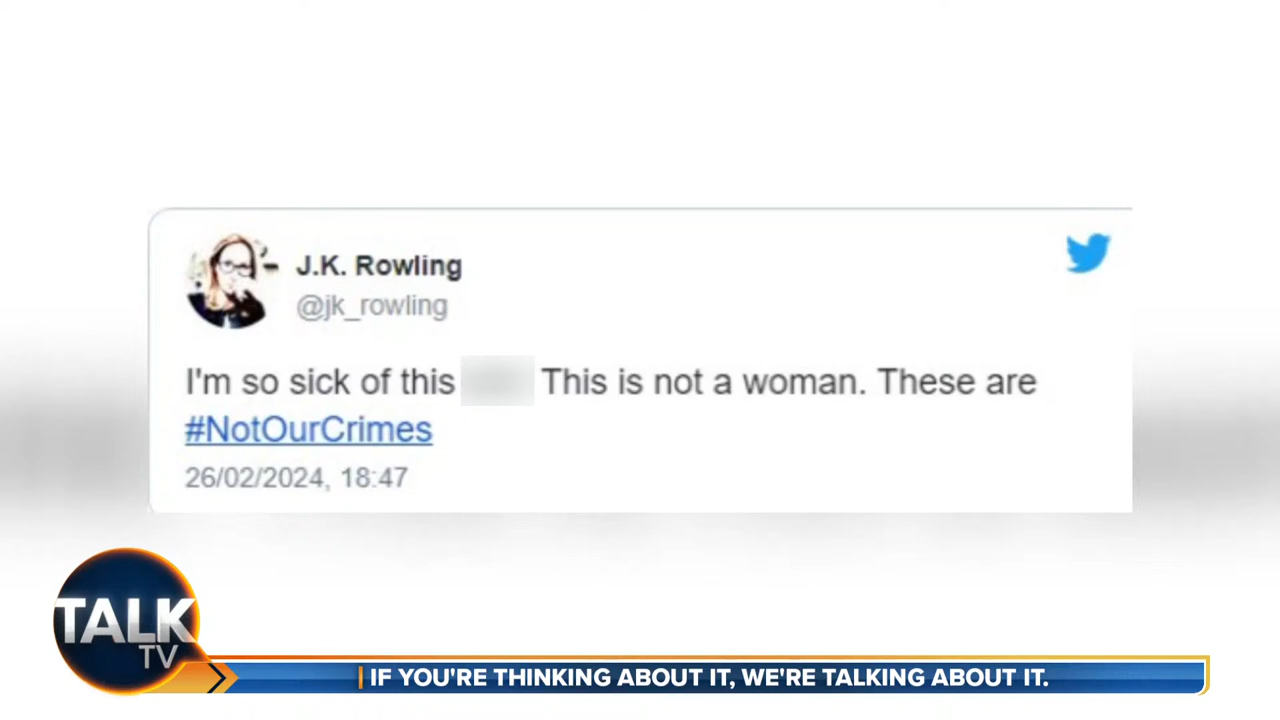 J.K. Rowling
@jk_rowling
I'm so sick of this This is not a woman. These are
#NotOurCrimes
26/02/2024, 18:47
TALK
TV
IF YOU'RE THINKING ABOUT IT, WE'RE TALKING ABOUT IT.